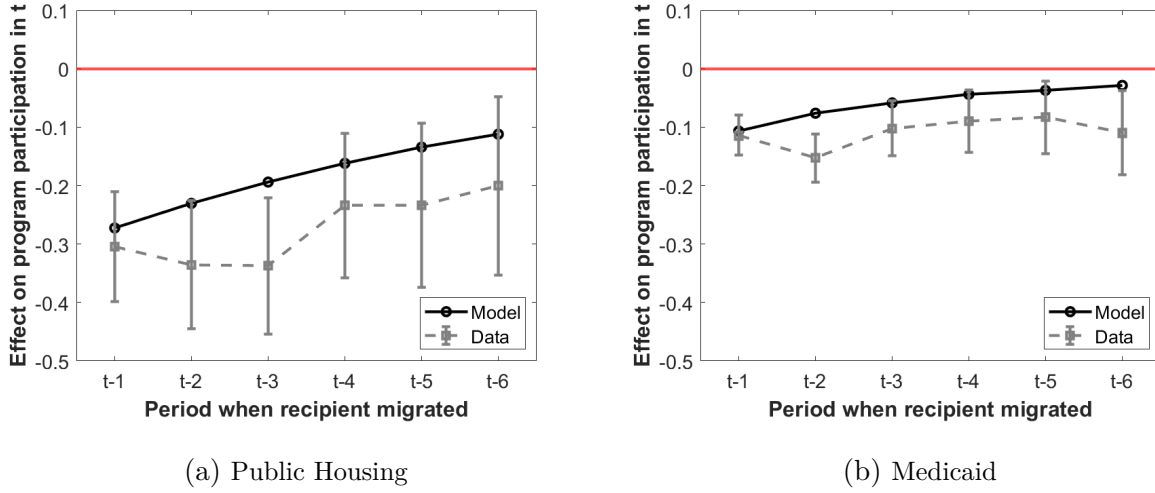 Effect on program participation in t
0.1
0
-0.1
-0.2
-0.3
-0.4
-0.5
t-1 t-2 t-3 t-4 t-5 t-6
Period when recipient migrated
Model
Data
(a) Public Housing
Effect on program participation in t
0.1
0
-0.1
-0.2
-0.3
-0.4
-0.5
t-1 t-2 t-3 t-4 t-5 t-6
Period when recipient migrated
Model
Data
(b) Medicaid